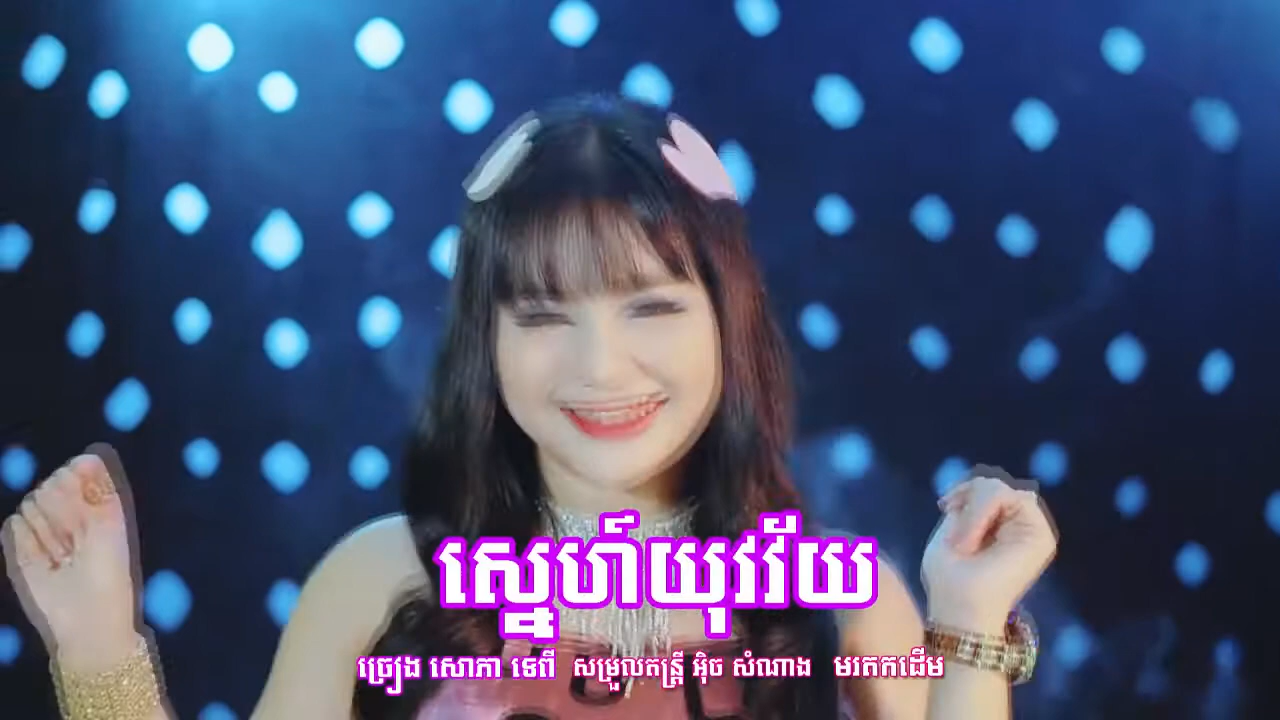 ស្នេហ៍យុវវ័យ
ច្រៀង សោភា ទេពី សម្រួលតន្ត្រី អ៊ិច សំណាង មរតកដើម